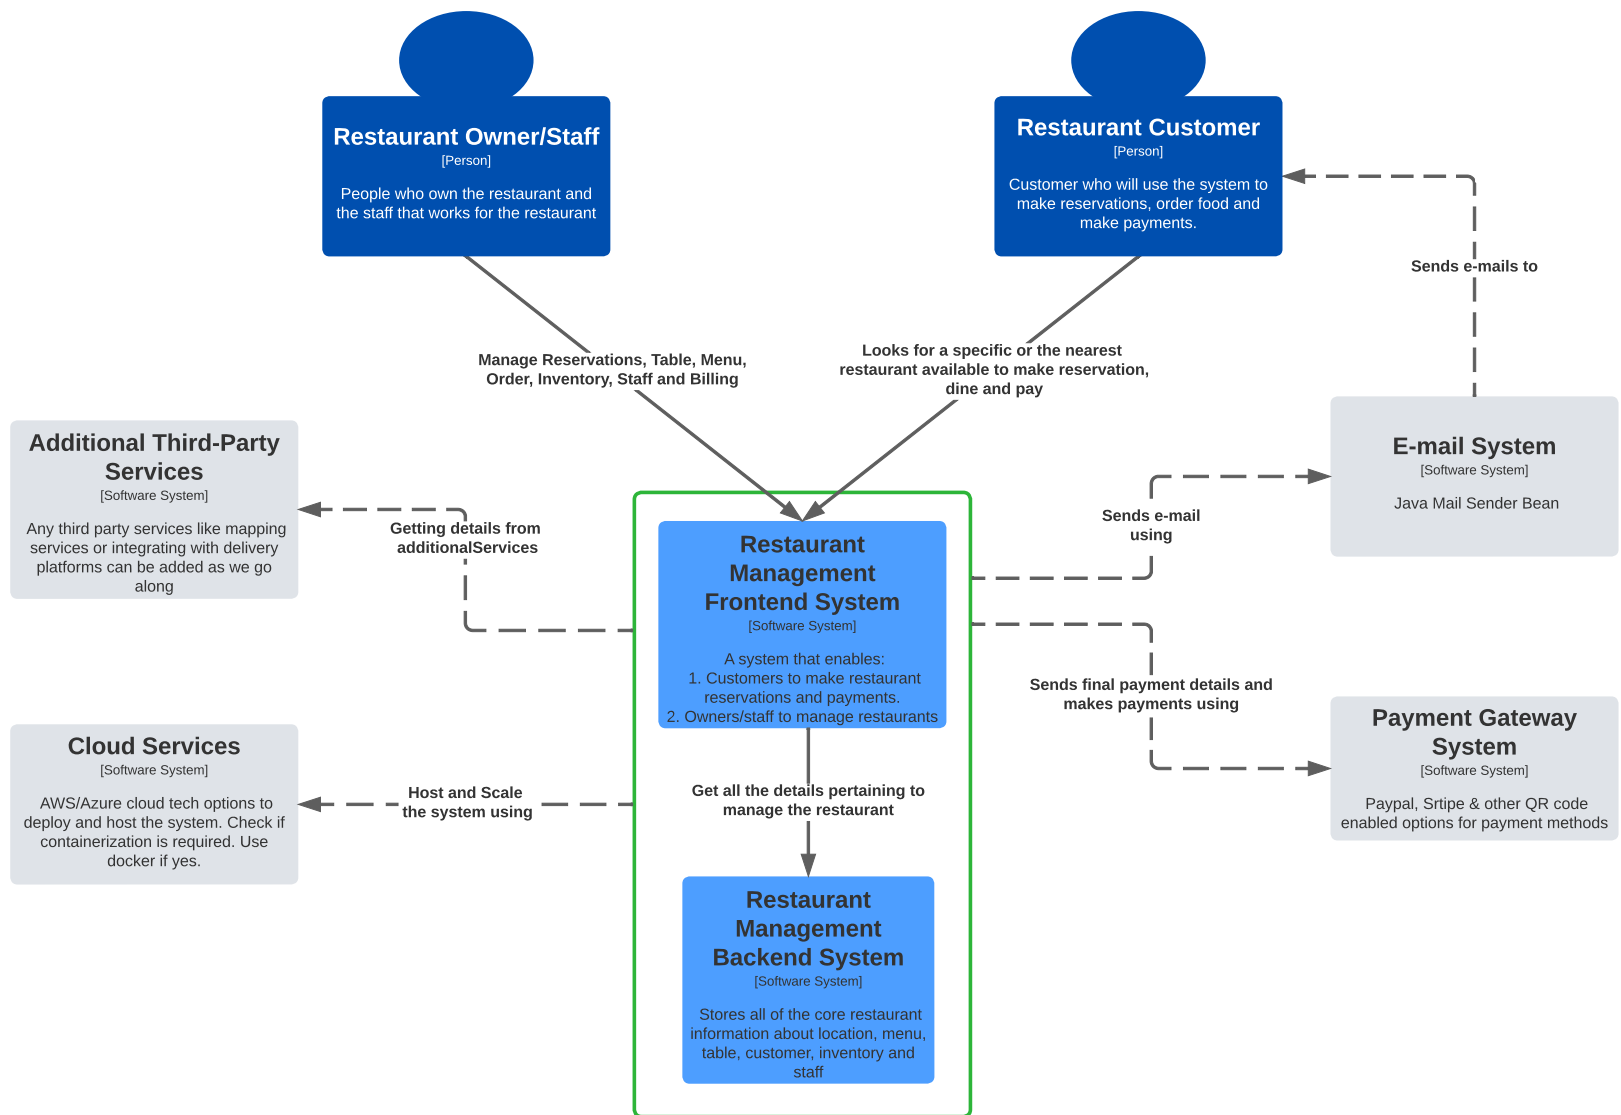 Restaurant Owner/Staff
[Person]
People who own the restaurant and
the staff that works for the restaurant
Restaurant Customer
[Person]
Customer who will use the system to
make reservations, order food and
make payments.
Sends e-mails to
Manage Reservations, Table, Menu,
Order, Inventory, Staff and Billing
Looks for a specific or the nearest
restaurant available to make reservation,
dine and pay
Additional Third-Party
Services
[Software System]
Any third party services like mapping
services or integrating with delivery
platforms can be added as we go
along
Getting details from
additionalServices
Restaurant
Management
Frontend System
[Software System]
A system that enables:
1. Customers to make restaurant
reservations and payments.
2. Owners/staff to manage restaurants
Sends e-mail
using
E-mail System
[Software System]
Java Mail Sender Bean
Sends final payment details and
makes payments using
Payment Gateway
System
[Software System]
Paypal, Srtipe & other QR code
enabled options for payment methods
Cloud Services
[Software System]
AWS/Azure cloud tech options to
deploy and host the system. Check if
containerization is required. Use
docker if yes.
Host and Scale
the system using
Get all the details pertaining to
manage the restaurant
Restaurant
Management
Backend System
[Software System]
Stores all of the core restaurant
information about location, menu,
table, customer, inventory and
staff